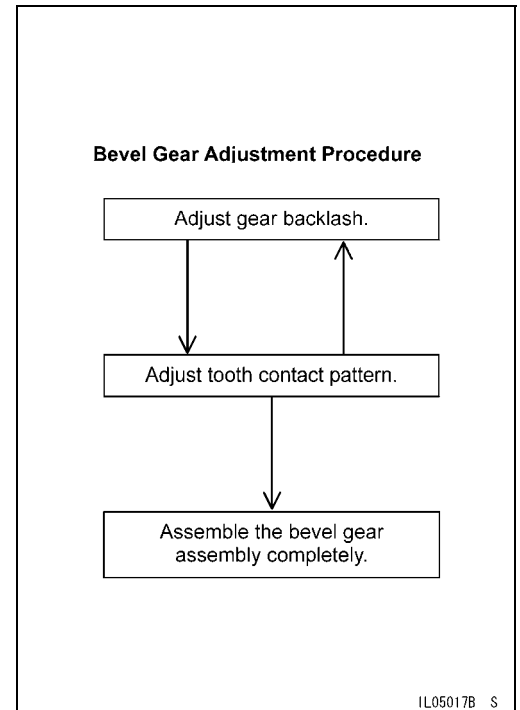 Bevel Gear Adjustment Procedure
Adjust gear backlash.
Adjust tooth contact pattern.
Assemble the bevel gear
assembly completely.
IL05017B S